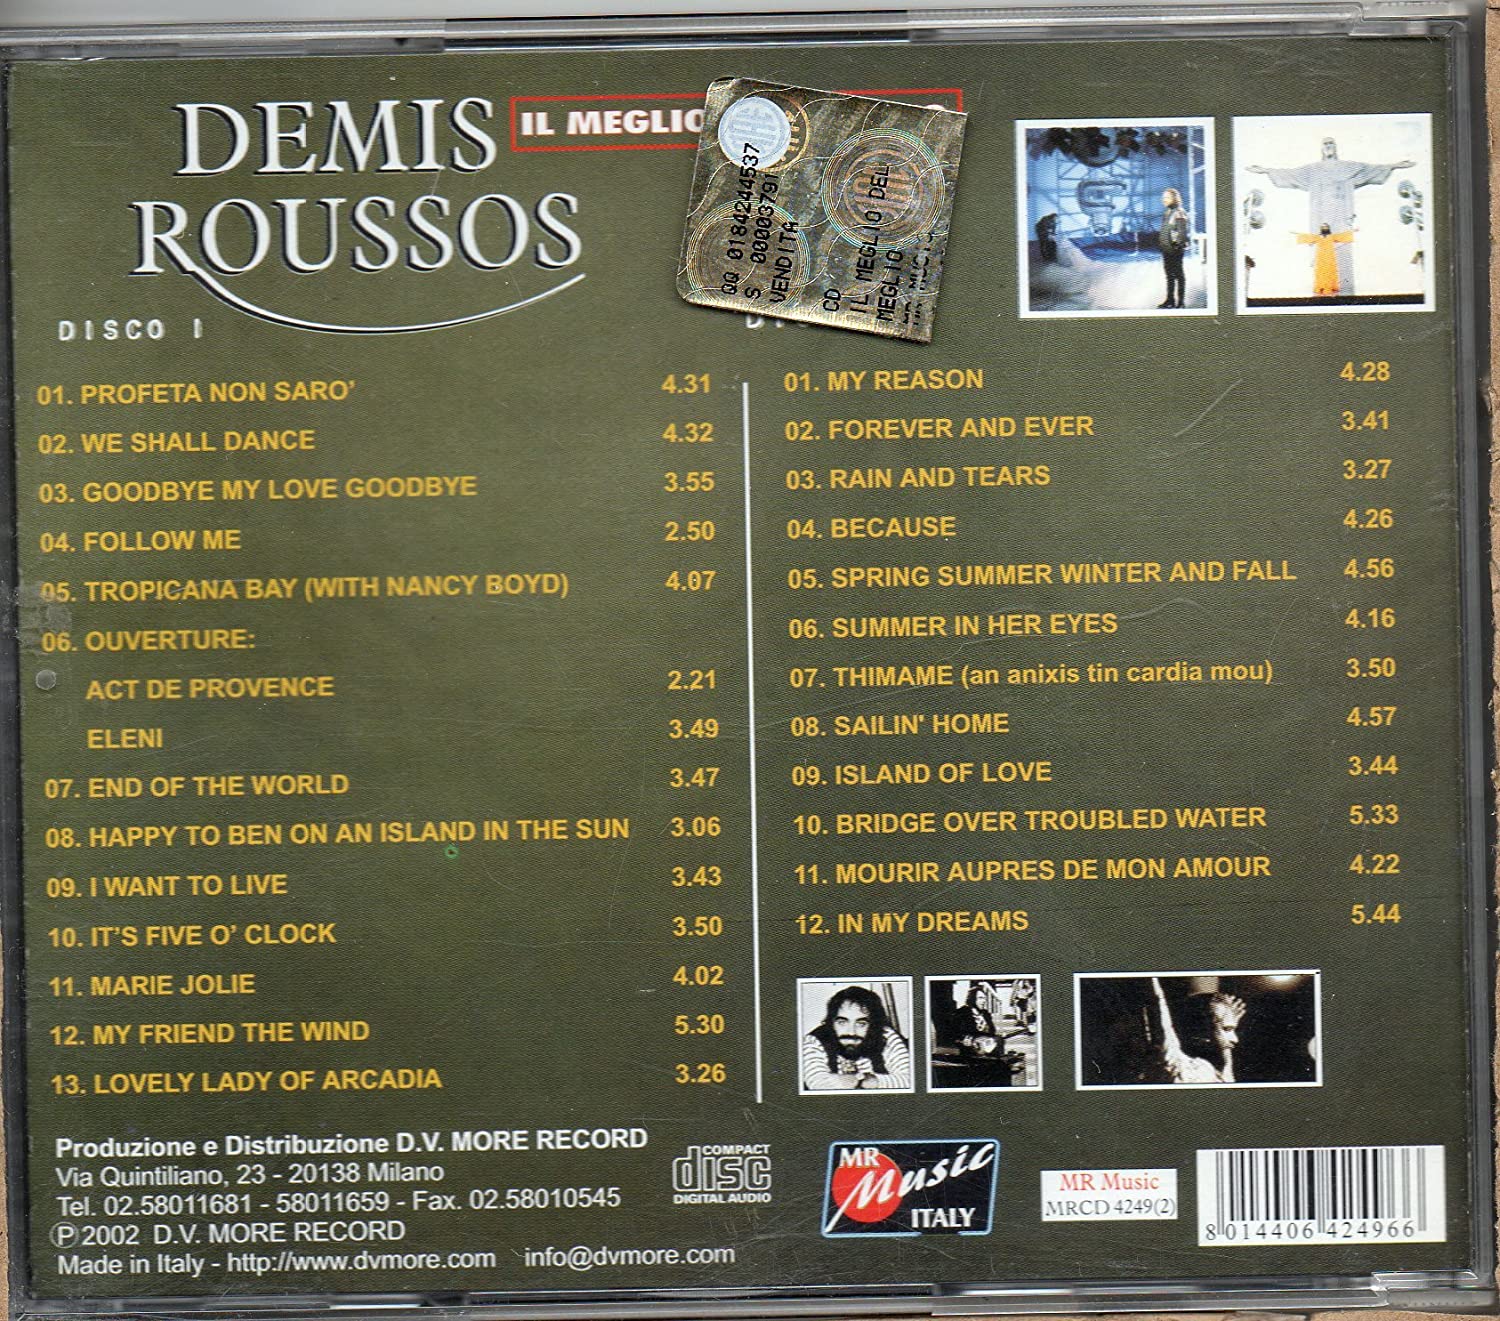 DEMIS
ROUSSOS
IL MEGLIO
QQ 0184244537
S 00003791
VENDITA
CD
IL MEGLIO DEL
MEGLIO
DISCO 1
01. PROFETA NON SARO' 4.31
02. WE SHALL DANCE 4.32
03. GOODBYE MY LOVE GOODBYE 3.55
04. FOLLOW ME 2.50
05. TROPICANA BAY (WITH NANCY BOYD) 4.07
06. OUVERTURE:
ACT DE PROVENCE 2.21
ELENI 3.49
07. END OF THE WORLD 3.47
08. HAPPY TO BEN ON AN ISLAND IN THE SUN 3.06
09. I WANT TO LIVE 3.43
10. IT'S FIVE O' CLOCK 3.50
11. MARIE JOLIE 4.02
12. MY FRIEND THE WIND 5.30
13. LOVELY LADY OF ARCADIA 3.26
01. MY REASON 4.28
02. FOREVER AND EVER 3.41
03. RAIN AND TEARS 3.27
04. BECAUSE 4.26
05. SPRING SUMMER WINTER AND FALL 4.56
06. SUMMER IN HER EYES 4.16
07. THIMAME (an anixis tin cardia mou) 3.50
08. SAILIN' HOME 4.57
09. ISLAND OF LOVE 3.44
10. BRIDGE OVER TROUBLED WATER 5.33
11. MOURIR AUPRES DE MON AMOUR 4.22
12. IN MY DREAMS 5.44
Produzione e Distribuzione D.V. MORE RECORD
Via Quintiliano, 23 - 20138 Milano
Tel. 02.58011681 - 58011659 - Fax. 02.58010545
℗2002 D.V. MORE RECORD
Made in Italy - http://www.dvmore.com info@dvmore.com
COMPACT
disc
DIGITAL AUDIO
MR
Music
ITALY
MR Music
MRCD 4249(2)
8 014406 424966